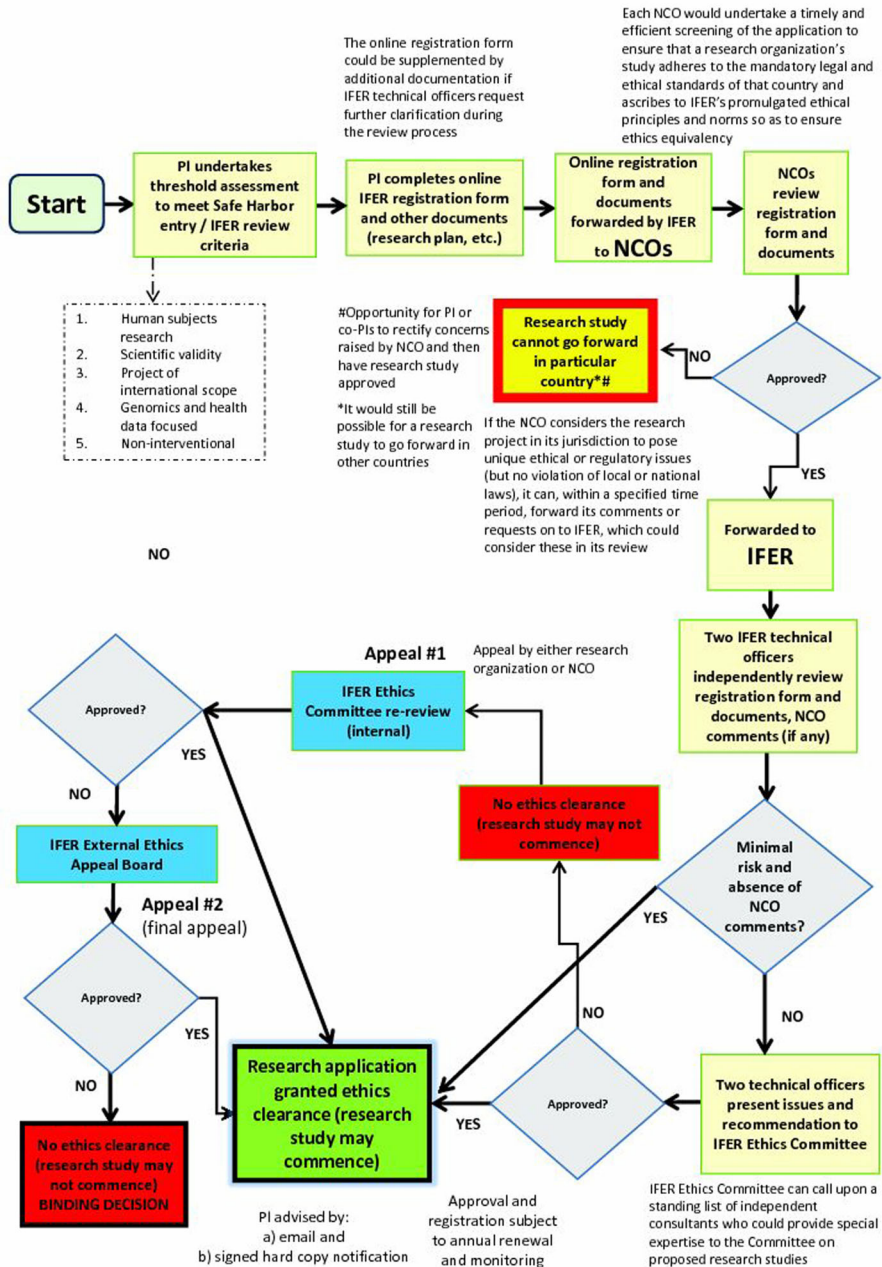 Each NCO would undertake a timely and
efficient screening of the application to
ensure that a research organization's
study adheres to the mandatory legal and
ethical standards of that country and
ascribes to IFER's promulgated ethical
principles and norms so as to ensure
ethics equivalency
The online registration form
could be supplemented by
additional documentation if
IFER technical officers request
further clarification during
the review process
Start
PI undertakes
threshold assessment
to meet Safe Harbor
entry / IFER review
criteria
PI completes online
IFER registration form
and other documents
(research plan, etc.)
Online registration
form and
documents
forwarded by IFER
to NCOs
NCOs
review
registration
form and
documents
1. Human subjects
research
2. Scientific validity
3. Project of
international scope
4. Genomics and health
data focused
5. Non-interventional
#Opportunity for PI or
co-PIs to rectify concerns
raised by NCO and then
have research study
approved
*It would still be
possible for a research
study to go forward in
other countries
Research study
cannot go forward
in particular
country*#
NO
Approved?
YES
If the NCO considers the research
project in its jurisdiction to pose
unique ethical or regulatory issues
(but no violation of local or national
laws), it can, within a specified time
period, forward its comments or
requests on to IFER, which could
consider these in its review
Forwarded to
IFER
NO
Two IFER technical
officers
independently review
registration form and
documents, NCO
comments (if any)
Appeal #1
Appeal by either research
organization or NCO
IFER Ethics
Committee re-review
(internal)
Approved?
YES
NO
No ethics clearance
(research study may not
commence)
Minimal
risk and
absence of
NCO
comments?
YES
NO
IFER External Ethics
Appeal Board
Appeal #2
(final appeal)
Approved?
YES
NO
No ethics clearance
(research study may
not commence)
BINDING DECISION
Research application
granted ethics
clearance (research
study may
commence)
NO
Approved?
YES
Two technical officers
present issues and
recommendation to
IFER Ethics Committee
PI advised by:
a) email and
b) signed hard copy notification
Approval and
registration subject
to annual renewal
and monitoring
IFER Ethics Committee can call upon a
standing list of independent
consultants who could provide special
expertise to the Committee on
proposed research studies